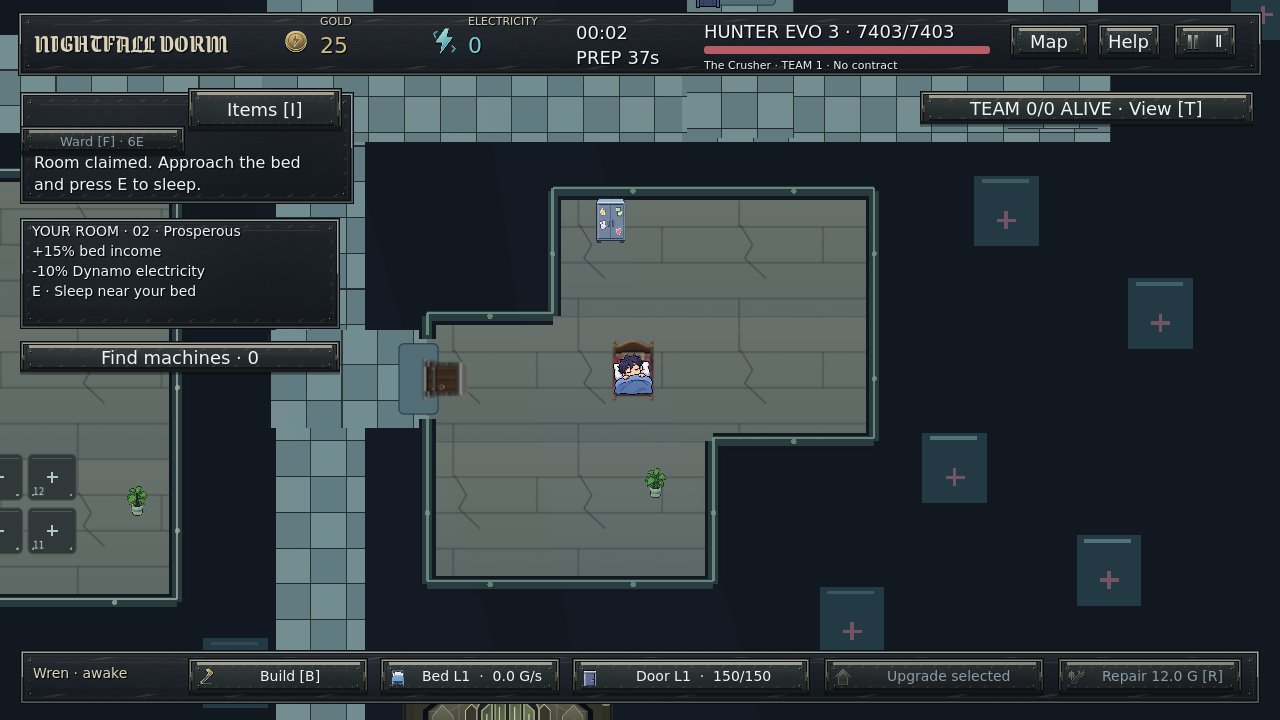 NIGHTFALL DORM
GOLD
25
ELECTRICITY
0
00:02
PREP 37s
HUNTER EVO 3 · 7403/7403
The Crusher · TEAM 1 · No contract
Map
Help
II
Items [I]
Ward [F] · 6E
Room claimed. Approach the bed
and press E to sleep.
TEAM 0/0 ALIVE · View [T]
YOUR ROOM · 02 · Prosperous
+15% bed income
-10% Dynamo electricity
E · Sleep near your bed
Find machines · 0
12
11
Wren · awake
Build [B]
Bed L1 · 0.0 G/s
Door L1 · 150/150
Upgrade selected
Repair 12.0 G [R]